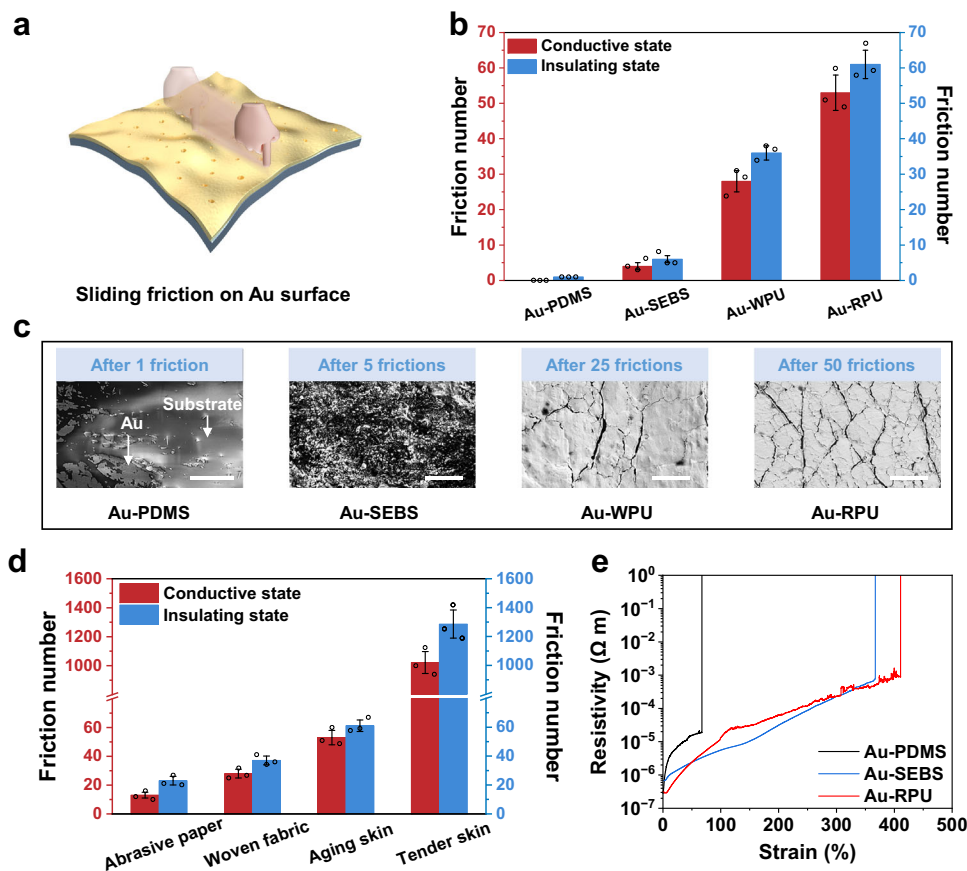 a
Sliding friction on Au surface
b
Conductive state
Insulating state
Friction number
Friction number
70
60
50
40
30
20
10
0
70
60
50
40
30
20
10
0
Au-PDMS
Au-SEBS
Au-WPU
Au-RPU
c
After 1 friction
After 5 frictions
After 25 frictions
After 50 frictions
Substrate
Au
Au-PDMS
Au-SEBS
Au-WPU
Au-RPU
d
Conductive state
Insulating state
Friction number
Friction number
1600
1400
1200
1000
60
40
20
0
1600
1400
1200
1000
60
40
20
0
Abrasive paper
Woven fabric
Aging skin
Tender skin
e
Resistivity (Ω m)
10⁰
10⁻¹
10⁻²
10⁻³
10⁻⁴
10⁻⁵
10⁻⁶
10⁻⁷
Au-PDMS
Au-SEBS
Au-RPU
0
100
200
300
400
500
Strain (%)